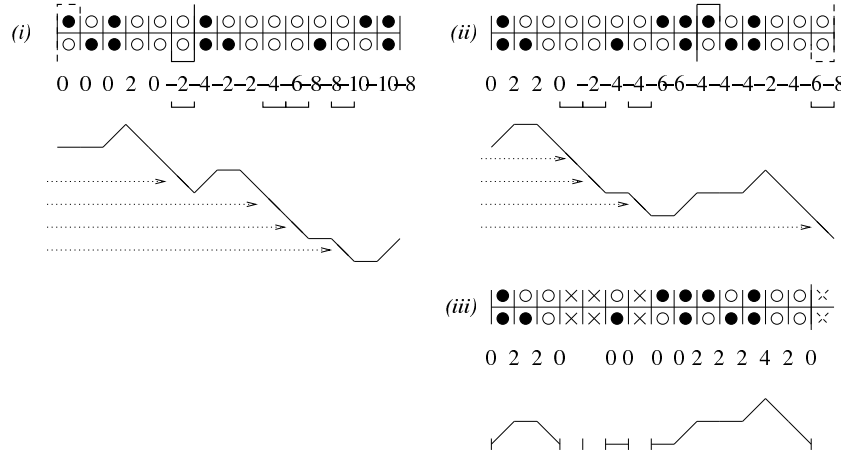 (i)
0 0 0 2 0 −2 −4 −2 −2 −4 −6 −8 −8 −10 −10 −8
(ii)
0 2 2 0 −2 −4 −4 −6 −6 −4 −4 −4 −2 −4 −6 −8
(iii)
0 2 2 0 0 0 0 0 2 2 2 4 2 0